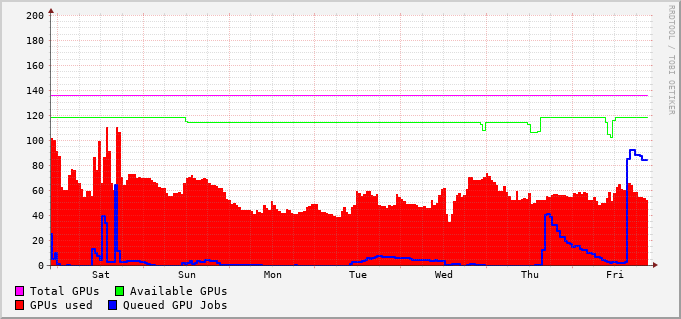 200
180
160
140
120
100
80
60
40
20
0
Sat Sun Mon Tue Wed Thu Fri
Total GPUs Available GPUs
GPUs used Queued GPU Jobs
RRDTOOL / TOBI OETIKER